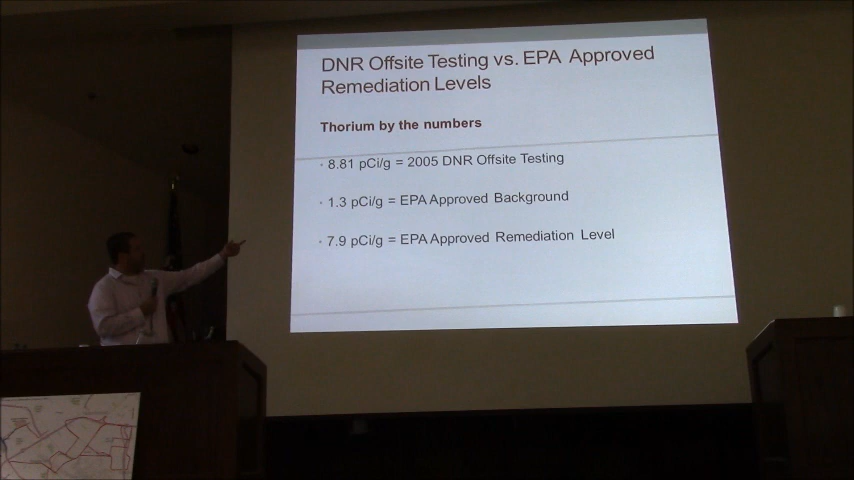 DNR Offsite Testing vs. EPA Approved
Remediation Levels
Thorium by the numbers
· 8.81 pCi/g = 2005 DNR Offsite Testing
· 1.3 pCi/g = EPA Approved Background
· 7.9 pCi/g = EPA Approved Remediation Level